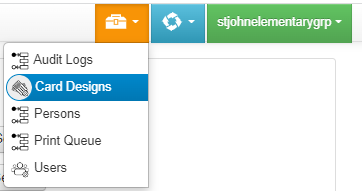 stjohnelementarygrp
Audit Logs
Card Designs
Persons
Print Queue
Users